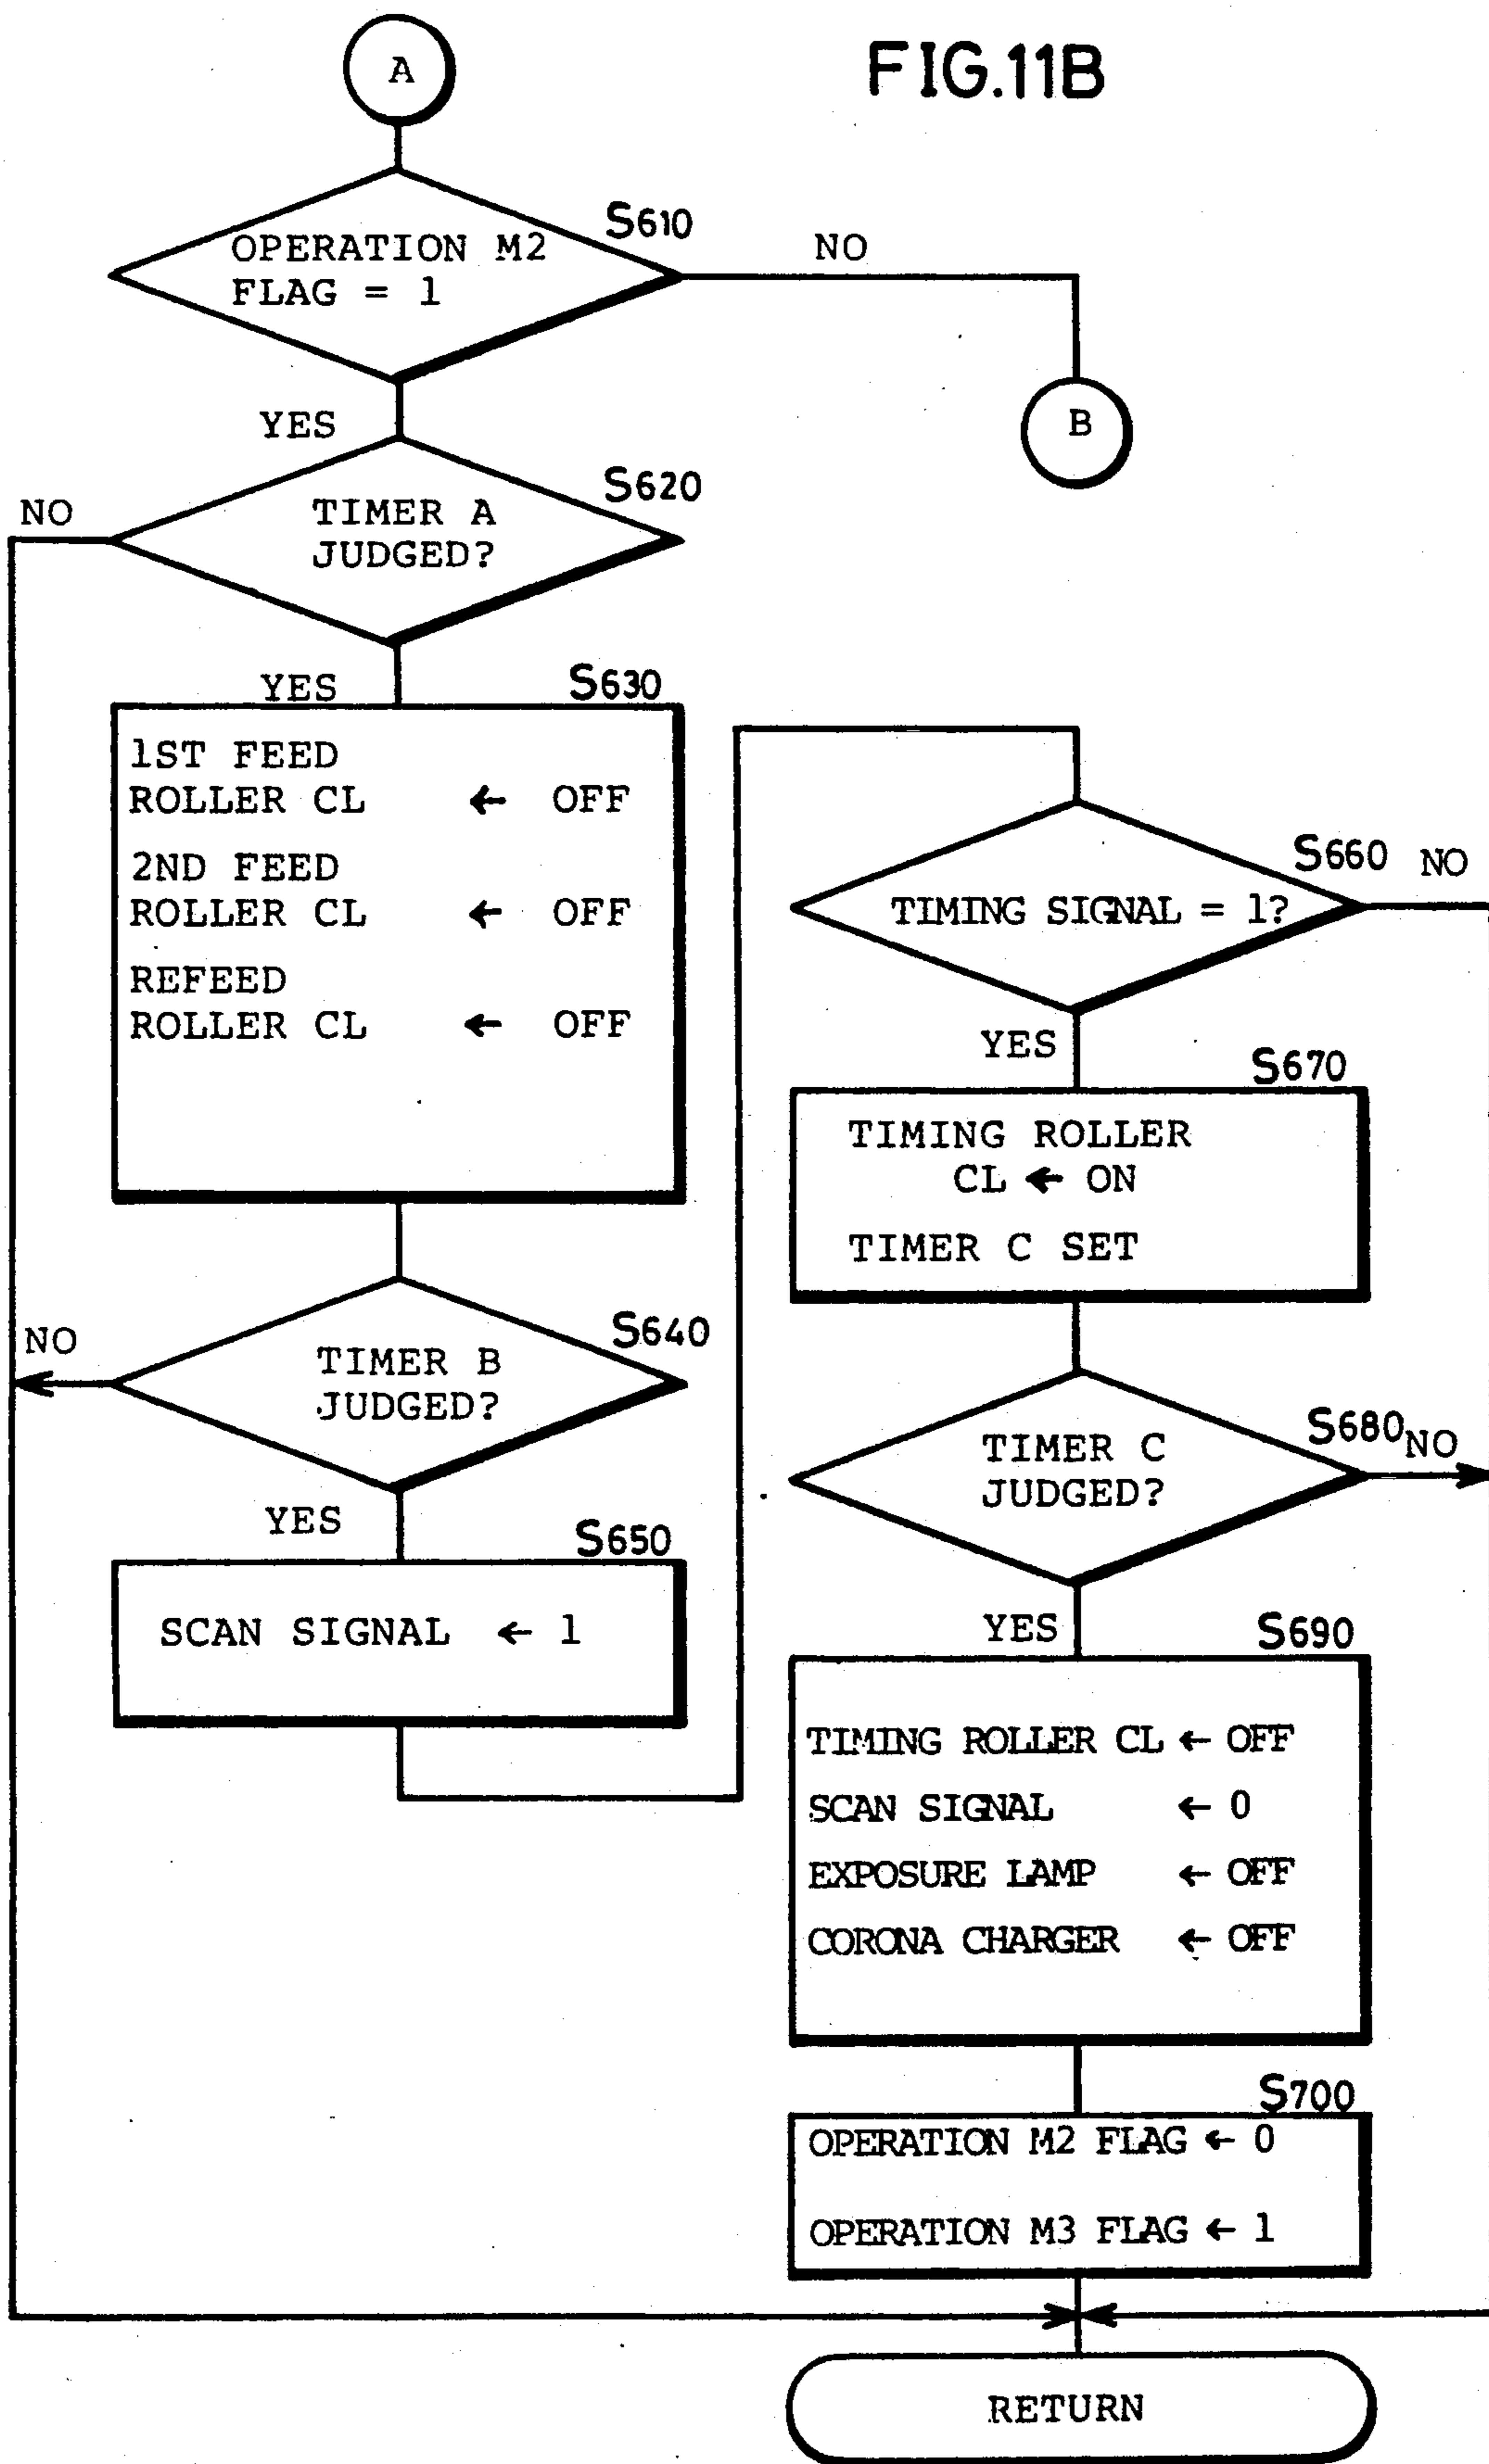 FIG.11B
A
S610
OPERATION M2
FLAG = 1
NO
B
YES
S620
NO
TIMER A
JUDGED?
YES
S630
1ST FEED
ROLLER CL ← OFF
2ND FEED
ROLLER CL ← OFF
REFEED
ROLLER CL ← OFF
S640
NO
TIMER B
JUDGED?
YES
S650
SCAN SIGNAL ← 1
S660 NO
TIMING SIGNAL = 1?
YES
S670
TIMING ROLLER
CL ← ON
TIMER C SET
S680 NO
TIMER C
JUDGED?
YES
S690
TIMING ROLLER CL ← OFF
SCAN SIGNAL ← 0
EXPOSURE LAMP ← OFF
CORONA CHARGER ← OFF
S700
OPERATION M2 FLAG ← 0
OPERATION M3 FLAG ← 1
RETURN